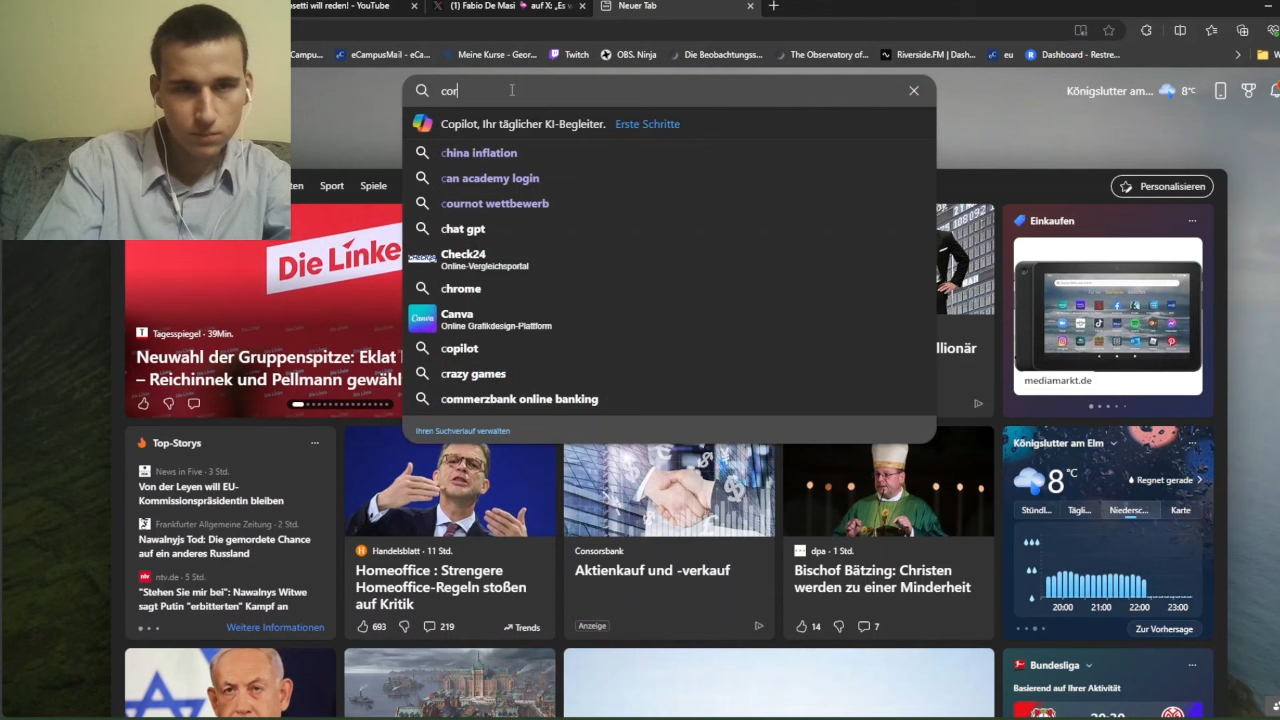 osetti will reden! - YouTube
(1) Fabio De Masi auf X: „Es w
Neuer Tab
Campu...
eCampusMail - eCa...
Meine Kurse - Geor...
Twitch
OBS. Ninja
Die Beobachtungss...
The Observatory of...
Riverside.FM | Dash...
eu
Dashboard - Restre...
cor
Königslutter am...
8°C
Copilot, Ihr täglicher KI-Begleiter. Erste Schritte
china inflation
can academy login
cournot wettbewerb
chat gpt
Check24
Online-Vergleichsportal
chrome
Canva
Online Grafikdesign-Plattform
copilot
crazy games
commerzbank online banking
Ihren Suchverlauf verwalten
ten
Sport
Spiele
Personalisieren
Die Linke
Tagesspiegel · 39Min.
Neuwahl der Gruppenspitze: Eklat
– Reichinnek und Pellmann gewähl
llionär
Einkaufen
mediamarkt.de
Top-Storys
News in Five · 3 Std.
Von der Leyen will EU-
Kommissionspräsidentin bleiben
Frankfurter Allgemeine Zeitung · 2 Std.
Nawalnyjs Tod: Die gemordete Chance
auf ein anderes Russland
ntv.de · 5 Std.
"Stehen Sie mir bei": Nawalnys Witwe
sagt Putin "erbitterten" Kampf an
Weitere Informationen
Handelsblatt · 11 Std.
Homeoffice : Strengere
Homeoffice-Regeln stoßen
auf Kritik
693
219
Trends
Consorsbank
Aktienkauf und -verkauf
Anzeige
dpa · 1 Std.
Bischof Bätzing: Christen
werden zu einer Minderheit
14
7
Königslutter am Elm
8°C
Regnet gerade
Stündl...
Tägli...
Niedersc...
Karte
20:00 21:00 22:00 23:00
Zur Vorhersage
Bundesliga
Basierend auf Ihrer Aktivität